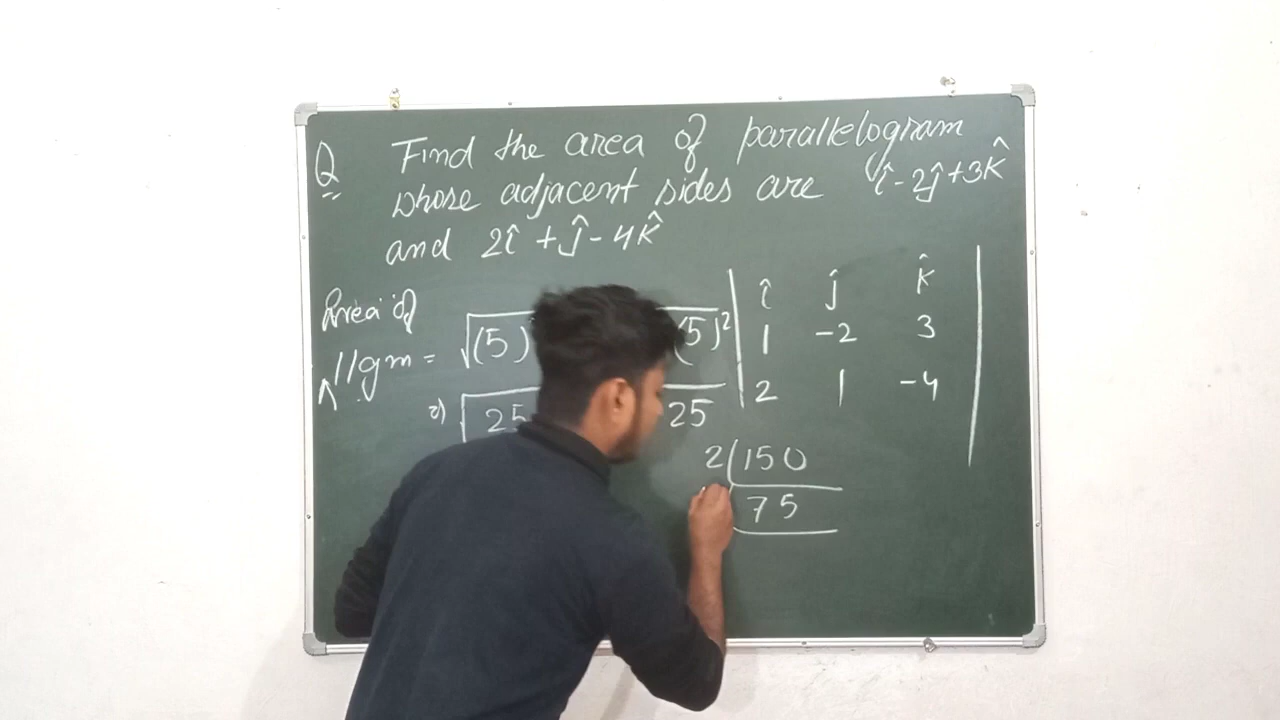 Q Find the area of parallelogram
whose adjacent sides are î-2ĵ+3k̂
and 2î+ĵ-4k̂
Area of
llgm = √(5) (5)²
î ĵ k̂
1 -2 3
2 1 -4
√25 25
2(150
75